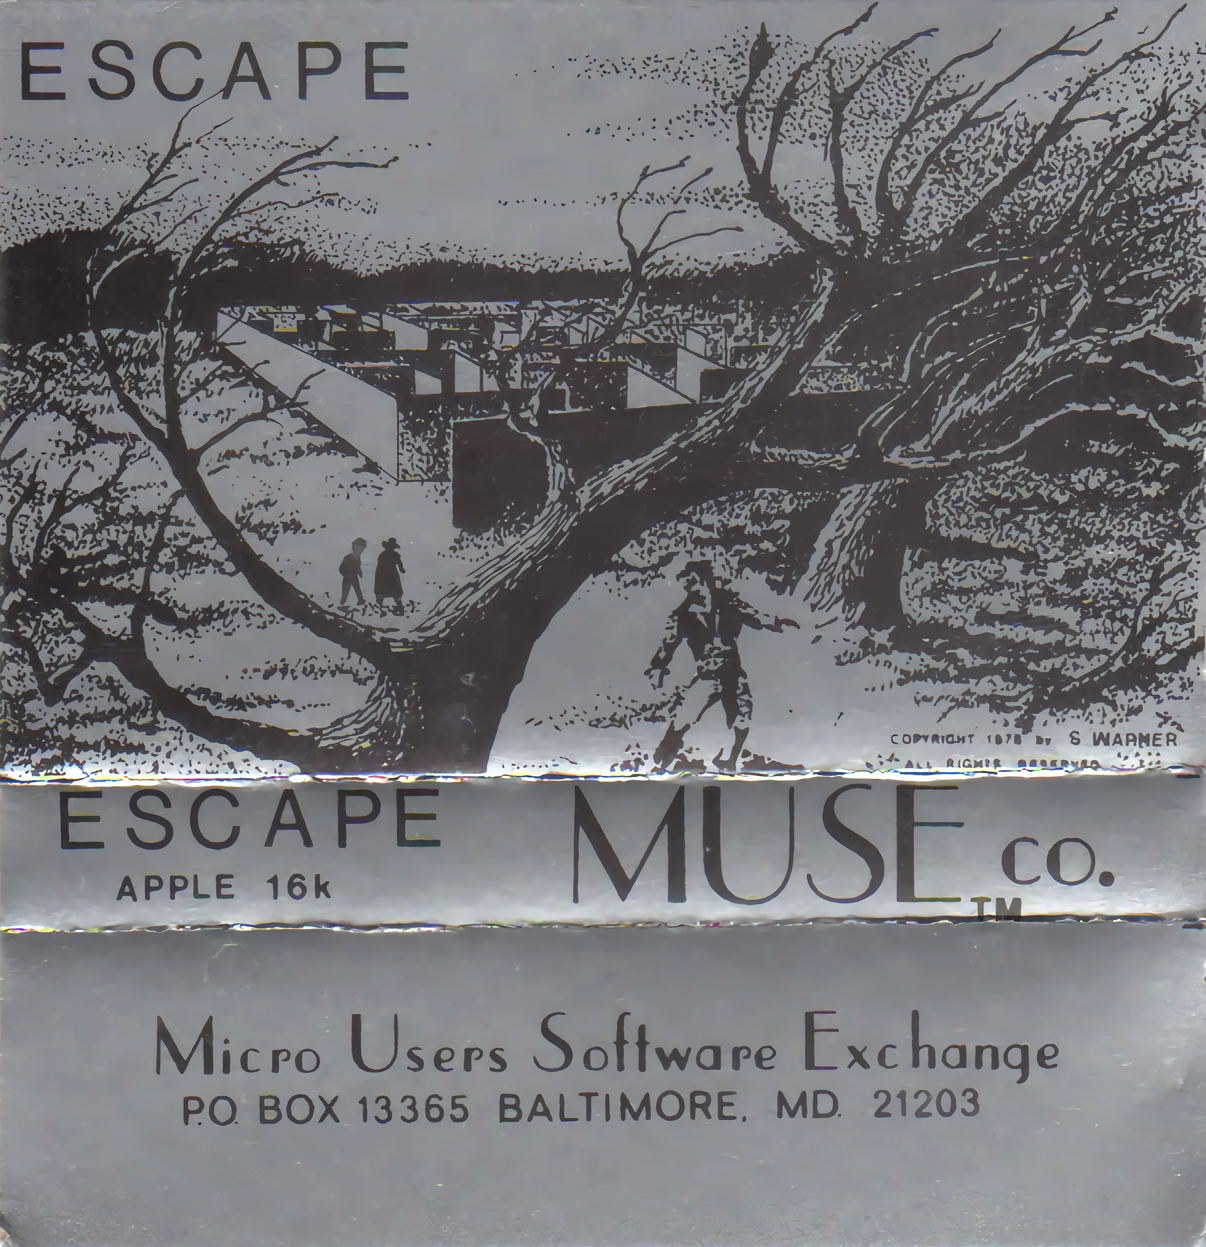 ESCAPE
COPYRIGHT 1978 BY S WARNER
ALL RIGHTS RESERVED
ESCAPE MUSE CO.
APPLE 16k TM
Micro Users Software Exchange
P.O. BOX 13365 BALTIMORE, MD. 21203